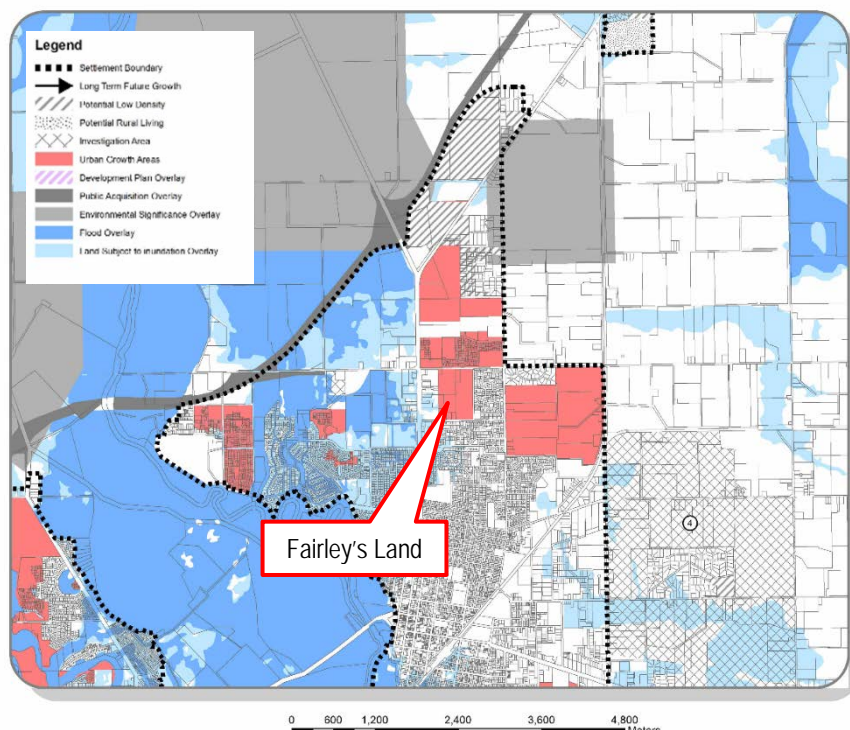 Legend
Settlement Boundary
Long Term Future Growth
Potential Low Density
Potential Rural Living
Investigation Area
Urban Growth Areas
Development Plan Overlay
Public Acquisition Overlay
Environmental Significance Overlay
Flood Overlay
Land Subject to inundation Overlay
4
Fairley's Land
0 600 1,200 2,400 3,600 4,800
Meters